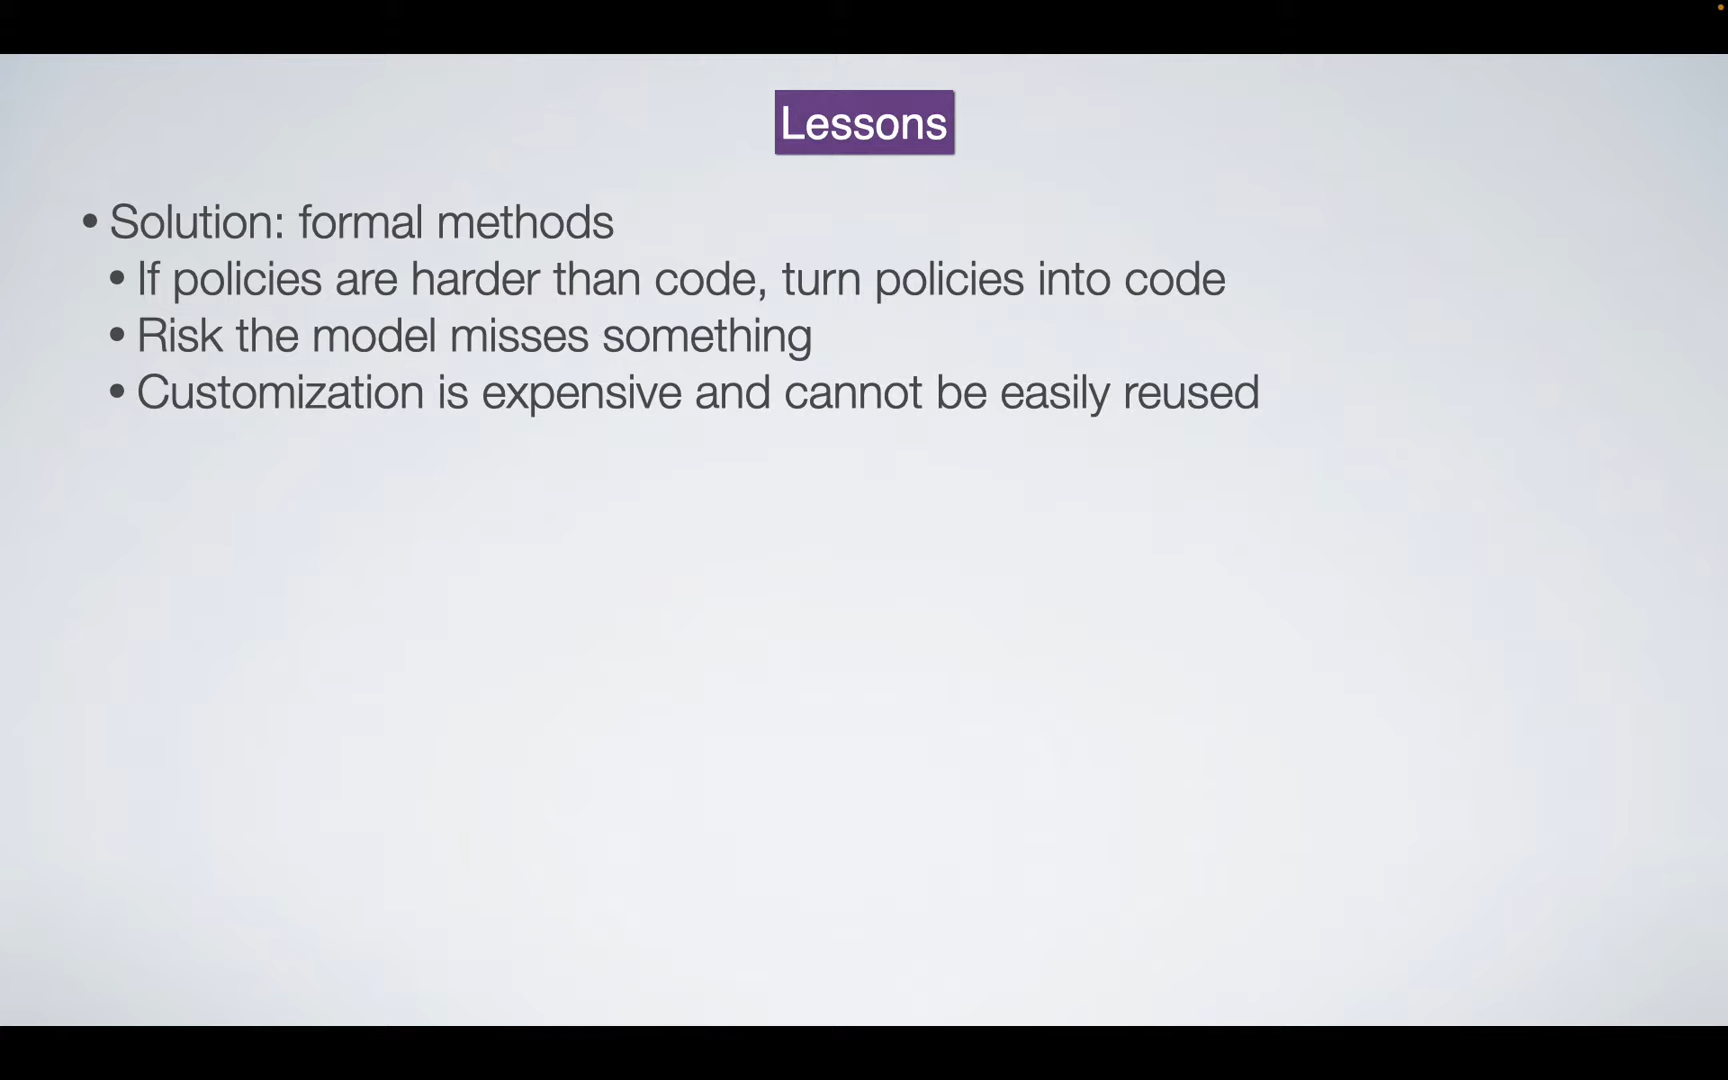 Lessons
• Solution: formal methods
• If policies are harder than code, turn policies into code
• Risk the model misses something
• Customization is expensive and cannot be easily reused